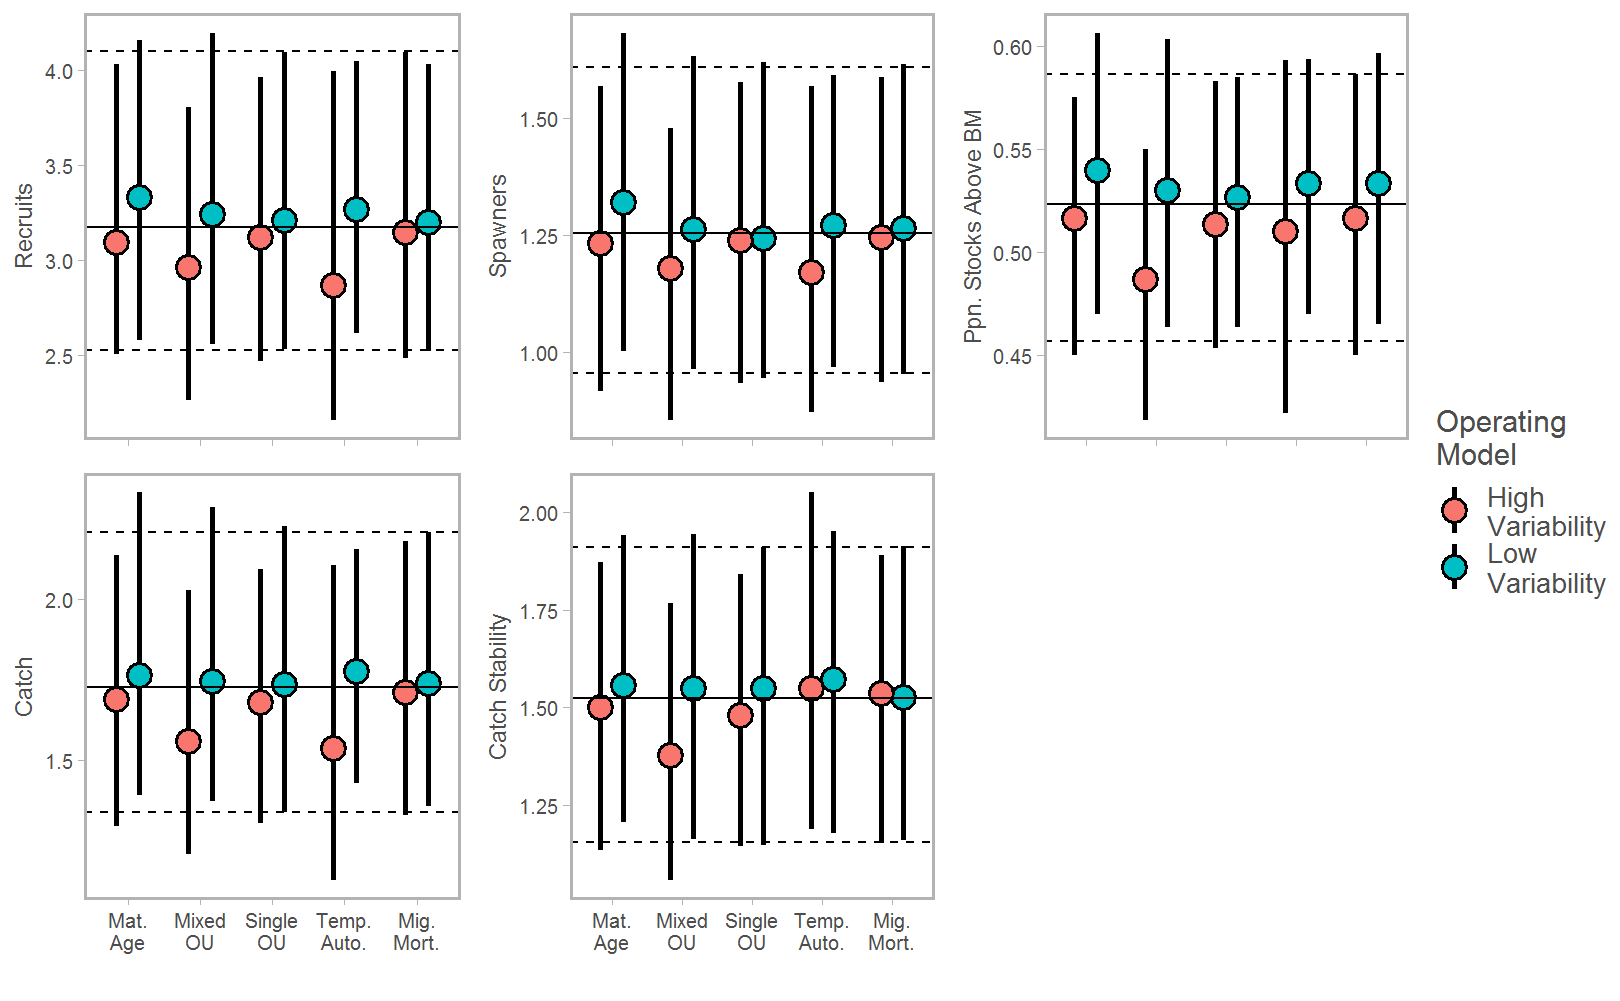 Recruits
4.0
3.5
3.0
2.5
Spawners
1.50
1.25
1.00
Ppn. Stocks Above BM
0.60
0.55
0.50
0.45
Catch
2.0
1.5
Mat.
Age
Mixed
OU
Single
OU
Temp.
Auto.
Mig.
Mort.
Catch Stability
2.00
1.75
1.50
1.25
Mat.
Age
Mixed
OU
Single
OU
Temp.
Auto.
Mig.
Mort.
Operating
Model
High
Variability
Low
Variability